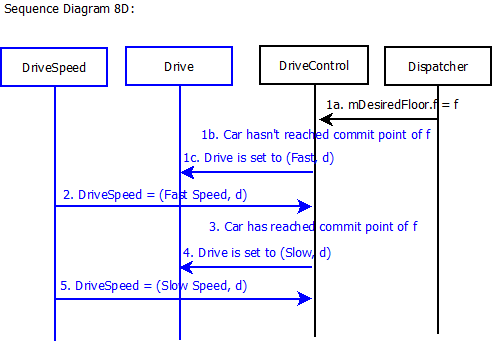 Sequence Diagram 8D:
DriveSpeed
Drive
DriveControl
Dispatcher
1a. mDesiredFloor.f = f
1b. Car hasn't reached commit point of f
1c. Drive is set to (Fast, d)
2. DriveSpeed = (Fast Speed, d)
3. Car has reached commit point of f
4. Drive is set to (Slow, d)
5. DriveSpeed = (Slow Speed, d)